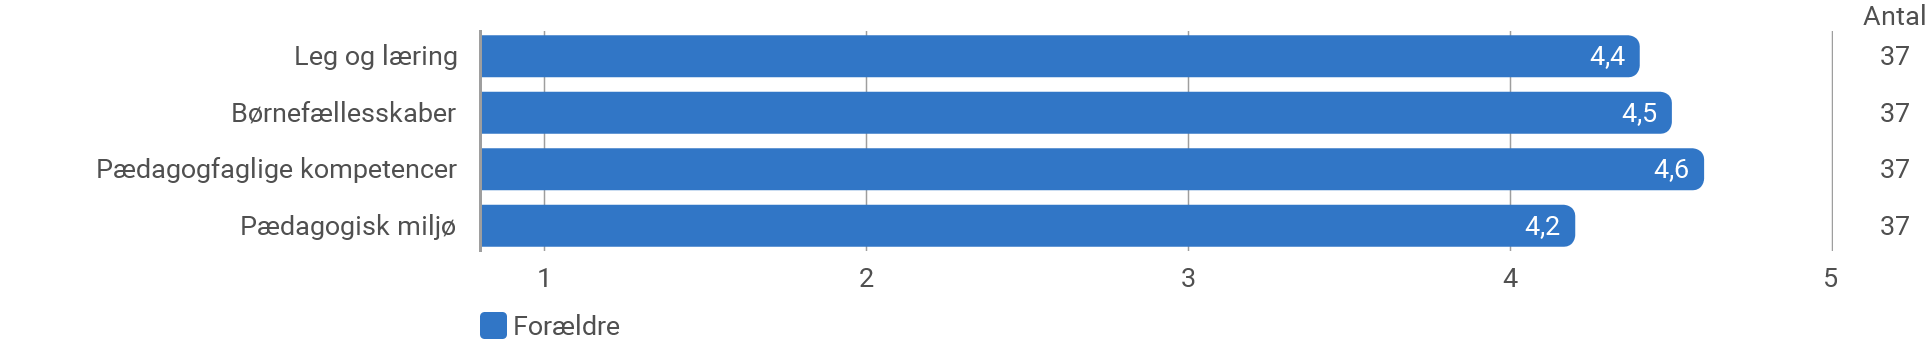 Antal
Leg og læring 4,4 37
Børnefællesskaber 4,5 37
Pædagogfaglige kompetencer 4,6 37
Pædagogisk miljø 4,2 37
1 2 3 4 5
Forældre